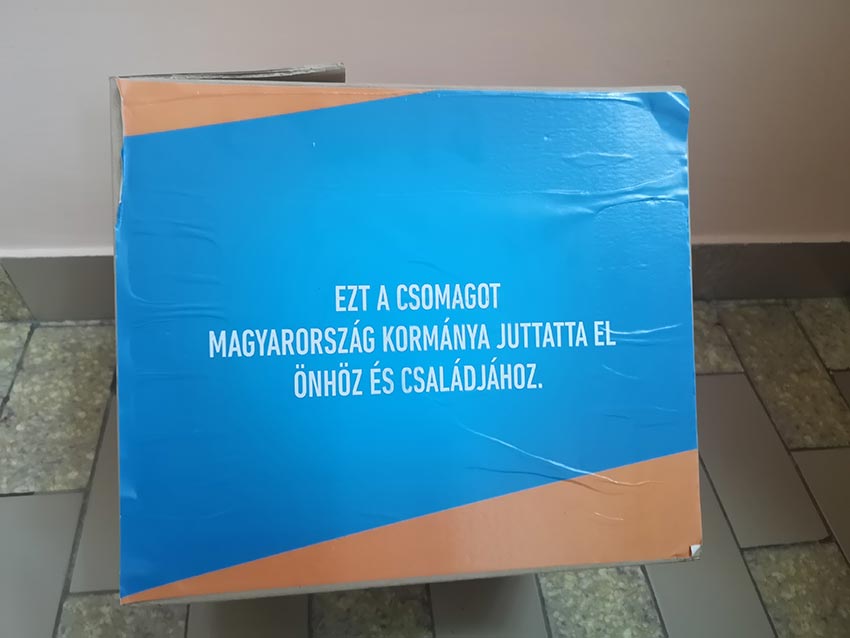 EZT A CSOMAGOT
MAGYARORSZÁG KORMÁNYA JUTTATTA EL
ÖNHÖZ ÉS CSALÁDJÁHOZ.